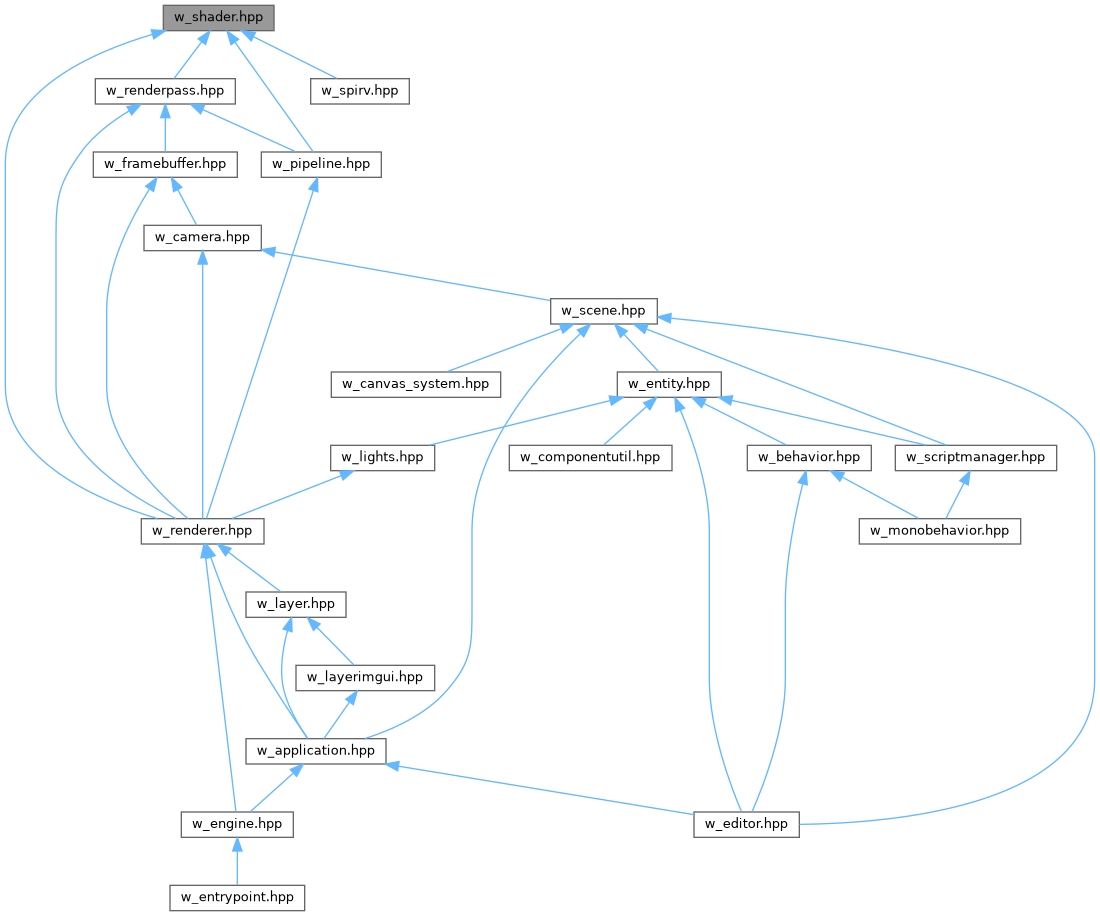 w_shader.hpp
w_renderpass.hpp
w_spirv.hpp
w_framebuffer.hpp
w_pipeline.hpp
w_camera.hpp
w_scene.hpp
w_canvas_system.hpp
w_entity.hpp
w_lights.hpp
w_componentutil.hpp
w_behavior.hpp
w_scriptmanager.hpp
w_renderer.hpp
w_monobehavior.hpp
w_layer.hpp
w_layerimgui.hpp
w_application.hpp
w_engine.hpp
w_editor.hpp
w_entrypoint.hpp